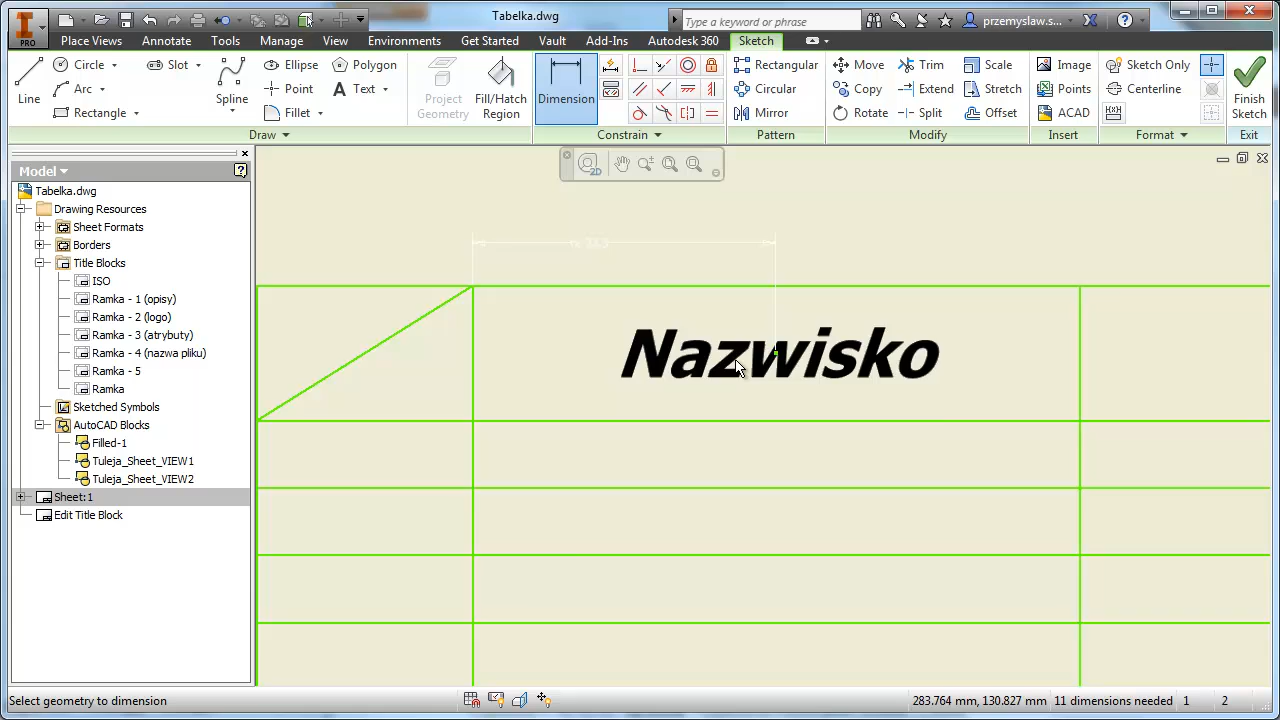 Tabelka.dwg
Type a keyword or phrase
przemyslaw.s...
PRO
Place Views
Annotate
Tools
Manage
View
Environments
Get Started
Vault
Add-Ins
Autodesk 360
Sketch
Line
Circle
Arc
Rectangle
Slot
Spline
Ellipse
Point
Fillet
Polygon
Text
Project
Geometry
Fill/Hatch
Region
Dimension
Rectangular
Circular
Mirror
Move
Copy
Rotate
Trim
Extend
Split
Scale
Stretch
Offset
Image
Points
ACAD
Sketch Only
Centerline
Finish
Sketch
Draw
Constrain
Pattern
Modify
Insert
Format
Exit
Model
2D
Tabelka.dwg
Drawing Resources
Sheet Formats
Borders
Title Blocks
ISO
Ramka - 1 (opisy)
Ramka - 2 (logo)
Ramka - 3 (atrybuty)
Ramka - 4 (nazwa pliku)
Ramka - 5
Ramka
Sketched Symbols
AutoCAD Blocks
Filled-1
Tuleja_Sheet_VIEW1
Tuleja_Sheet_VIEW2
Sheet:1
Edit Title Block
Nazwisko
Select geometry to dimension
283.764 mm, 130.827 mm
11 dimensions needed
1
2